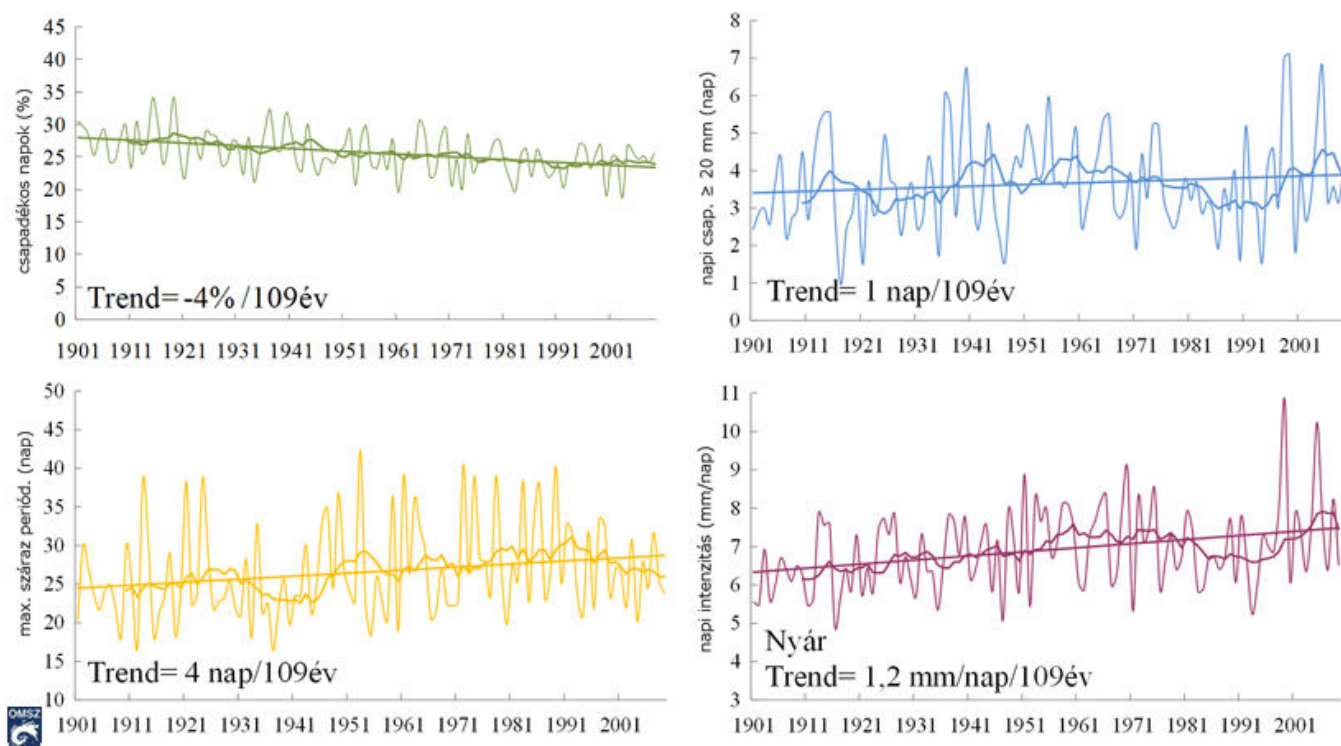 csapadékos napok (%)
45
40
35
30
25
20
15
10
5
0
Trend= -4% /109év
1901 1911 1921 1931 1941 1951 1961 1971 1981 1991 2001
napi csap. ≥ 20 mm (nap)
8
7
6
5
4
3
2
1
0
Trend= 1 nap/109év
1901 1911 1921 1931 1941 1951 1961 1971 1981 1991 2001
max. száraz periód. (nap)
50
45
40
35
30
25
20
15
10
Trend= 4 nap/109év
1901 1911 1921 1931 1941 1951 1961 1971 1981 1991 2001
napi intenzitás (mm/nap)
11
10
9
8
7
6
5
4
3
Nyár
Trend= 1,2 mm/nap/109év
1901 1911 1921 1931 1941 1951 1961 1971 1981 1991 2001
OMSZ